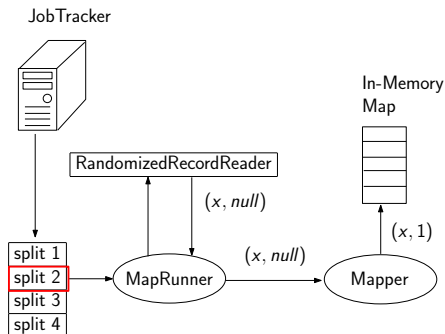 JobTracker
In-Memory
Map
RandomizedRecordReader
(x, null)
(x, 1)
split 1
split 2
split 3
split 4
MapRunner
(x, null)
Mapper